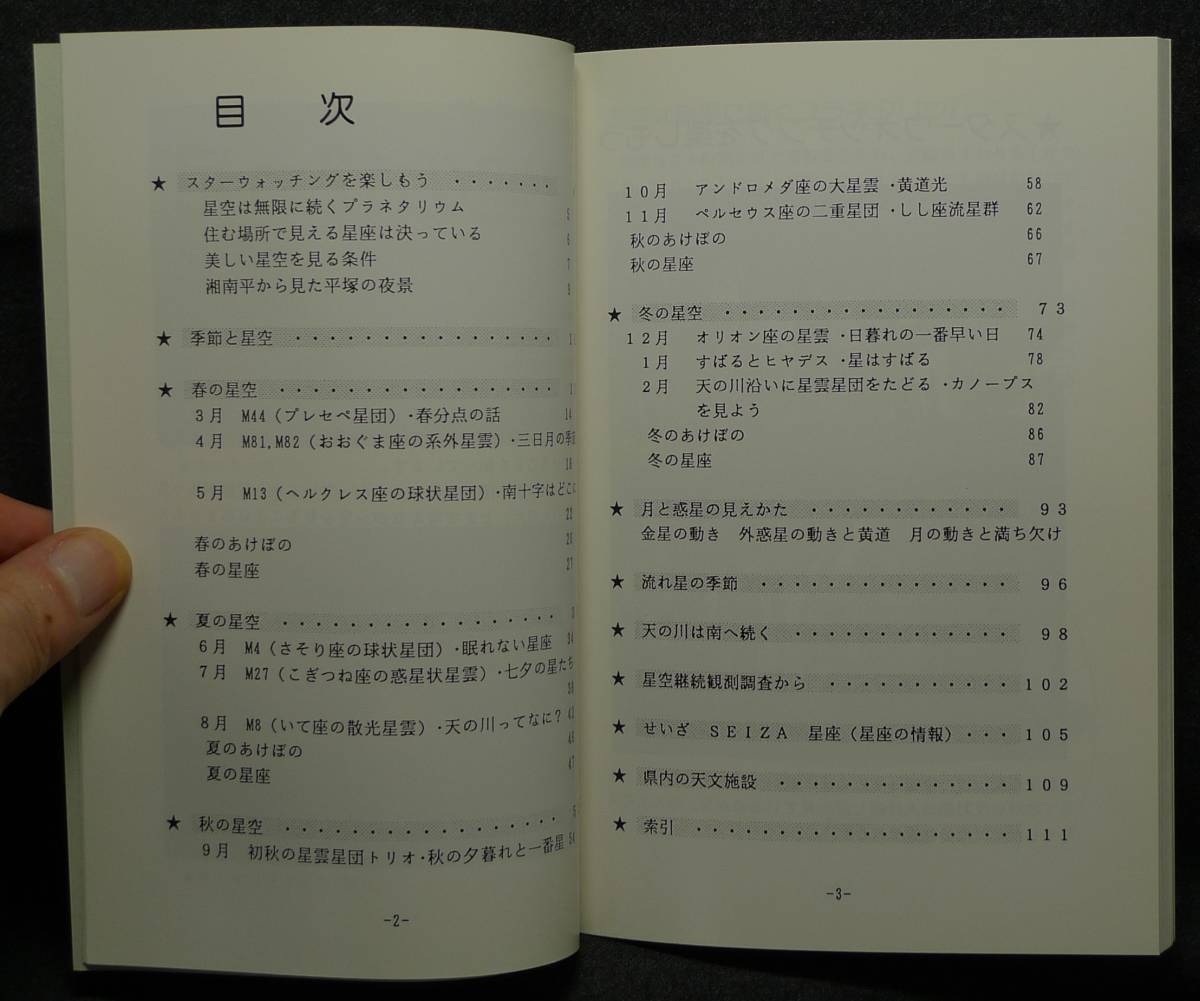 目 次
★ スターウォッチングを楽しもう ・・・・・・・
星空は無限に続くプラネタリウム 5
住む場所で見える星座は決っている 6
美しい星空を見る条件 7
湘南平から見た平塚の夜景 9
★ 季節と星空 ・・・・・・・・・・・・・・・・
★ 春の星空 ・・・・・・・・・・・・・・・・・
3月 M44（プレセペ星団）・春分点の話 14
4月 M81,M82（おおぐま座の系外星雲）・三日月の季節
18
5月 M13（ヘルクレス座の球状星団）・南十字はどこに
22
春のあけぼの 26
春の星座 27
★ 夏の星空 ・・・・・・・・・・・・・・・・・
6月 M4（さそり座の球状星団）・眠れない星座 34
7月 M27（こぎつね座の惑星状星雲）・七夕の星たち
38
8月 M8（いて座の散光星雲）・天の川ってなに？ 42
夏のあけぼの 46
夏の星座 47
★ 秋の星空 ・・・・・・・・・・・・・・・・・
9月 初秋の星雲星団トリオ・秋の夕暮れと一番星 54
-2-
10月 アンドロメダ座の大星雲・黄道光 58
11月 ペルセウス座の二重星団・しし座流星群 62
秋のあけぼの 66
秋の星座 67
★ 冬の星空 ・・・・・・・・・・・・・・・・・ 73
12月 オリオン座の星雲・日暮れの一番早い日 74
1月 すばるとヒヤデス・星はすばる 78
2月 天の川沿いに星雲星団をたどる・カノープス
を見よう 82
冬のあけぼの 86
冬の星座 87
★ 月と惑星の見えかた ・・・・・・・・・・・・ 93
金星の動き 外惑星の動きと黄道 月の動きと満ち欠け
★ 流れ星の季節 ・・・・・・・・・・・・・・・ 96
★ 天の川は南へ続く ・・・・・・・・・・・・・ 98
★ 星空継続観測調査から ・・・・・・・・・・・ 102
★ せいざ SEIZA 星座（星座の情報）・・・ 105
★ 県内の天文施設 ・・・・・・・・・・・・・・ 109
★ 索引 ・・・・・・・・・・・・・・・・・・・ 111
-3-